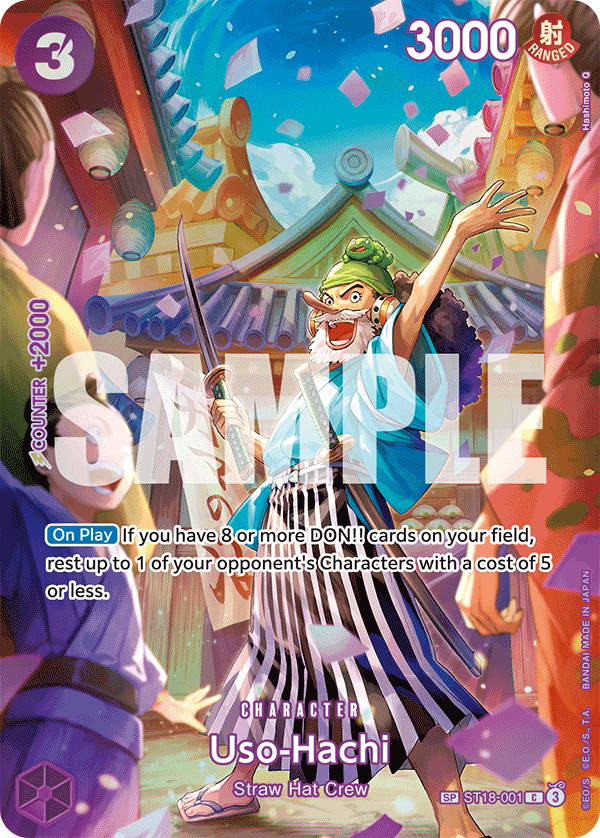 3
3000
射
RANGED
Hashimoto Q
COUNTER +2000
SAMPLE
On Play If you have 8 or more DON!! cards on your field,
rest up to 1 of your opponent's Characters with a cost of 5
or less.
CHARACTER
Uso-Hachi
Straw Hat Crew
SP ST18-001 C 3
©E.O./S. ©E.O./S., T.A. BANDAI MADE IN JAPAN